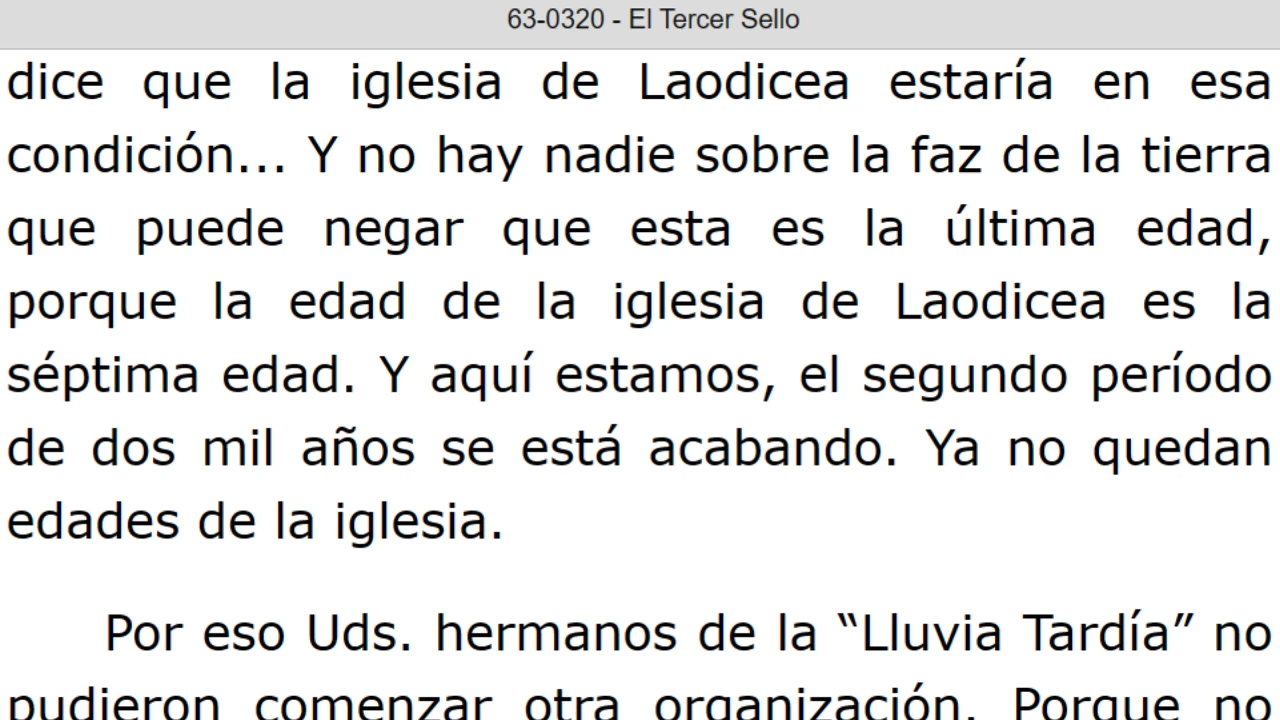 63-0320 - El Tercer Sello
dice que la iglesia de Laodicea estaría en esa
condición... Y no hay nadie sobre la faz de la tierra
que puede negar que esta es la última edad,
porque la edad de la iglesia de Laodicea es la
séptima edad. Y aquí estamos, el segundo período
de dos mil años se está acabando. Ya no quedan
edades de la iglesia.
Por eso Uds. hermanos de la “Lluvia Tardía” no
pudieron comenzar otra organización. Porque no